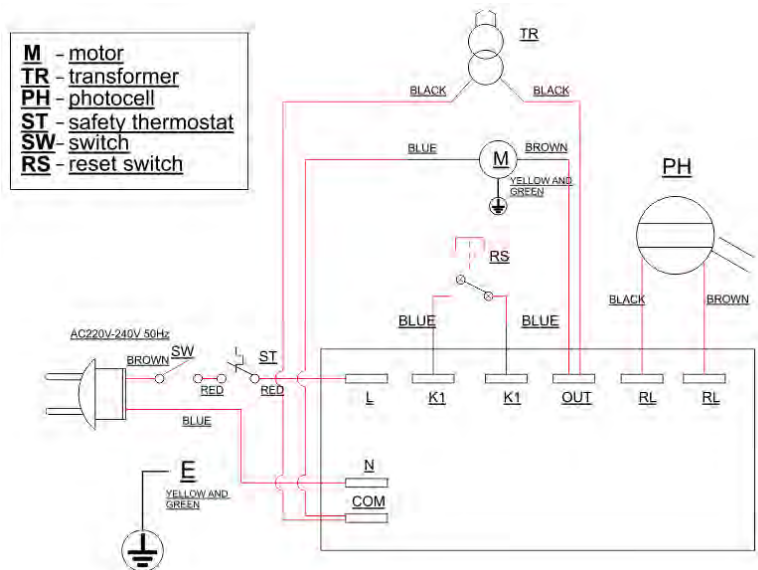 M - motor
TR - transformer
PH - photocell
ST - safety thermostat
SW - switch
RS - reset switch
TR
BLACK
BLACK
BLUE
M
BROWN
YELLOW AND
GREEN
PH
RS
BLACK
BROWN
BLUE
BLUE
AC220V-240V 50Hz
BROWN
SW
ST
RED
RED
BLUE
L
K1
K1
OUT
RL
RL
N
COM
E
YELLOW AND
GREEN